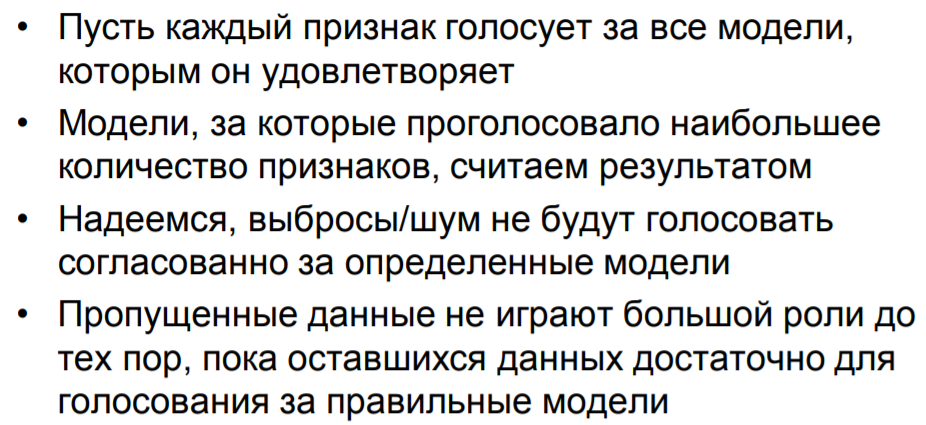 • Пусть каждый признак голосует за все модели,
которым он удовлетворяет
• Модели, за которые проголосовало наибольшее
количество признаков, считаем результатом
• Надеемся, выбросы/шум не будут голосовать
согласованно за определенные модели
• Пропущенные данные не играют большой роли до
тех пор, пока оставшихся данных достаточно для
голосования за правильные модели